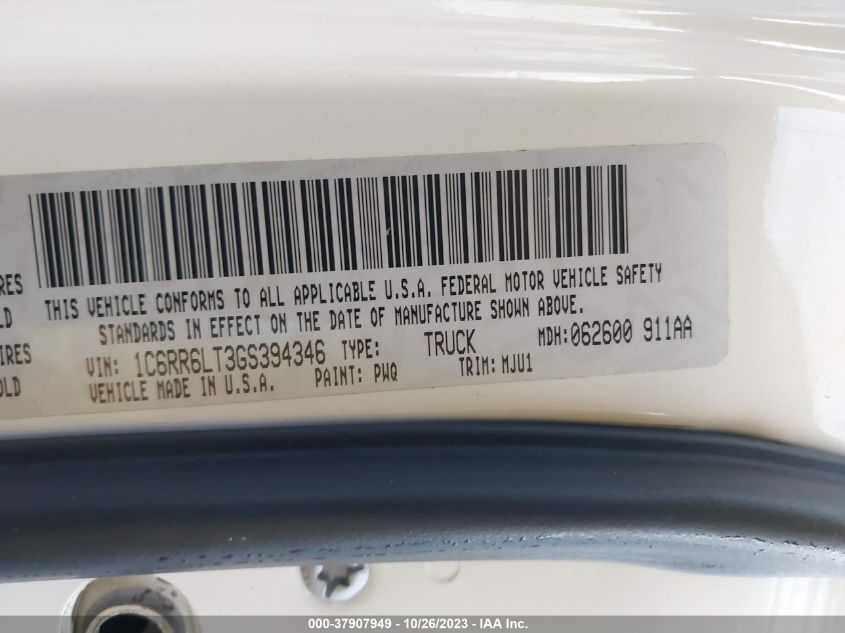 IRES
THIS VEHICLE CONFORMS TO ALL APPLICABLE U.S.A. FEDERAL MOTOR VEHICLE SAFETY
LD
STANDARDS IN EFFECT ON THE DATE OF MANUFACTURE SHOWN ABOVE.
IRES
VIN: 1C6RR6LT3GS394346 TYPE: TRUCK MDH:062600 911AA
OLD
VEHICLE MADE IN U.S.A. PAINT: PWQ TRIM: MJU1
000-37907949 - 10/26/2023 - IAA Inc.